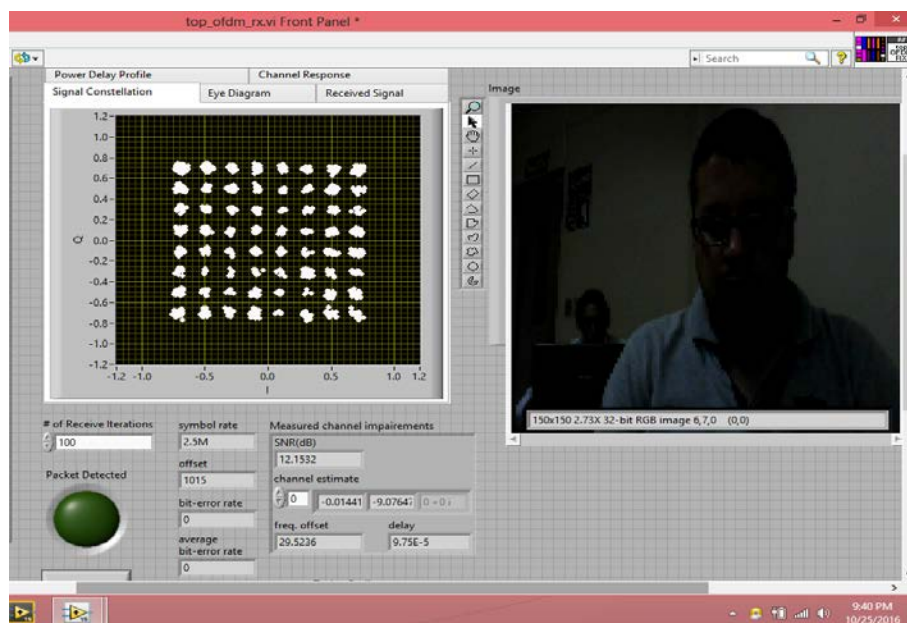 top_ofdm_rx.vi Front Panel *
Search
Power Delay Profile
Channel Response
Signal Constellation
Eye Diagram
Received Signal
Image
1.2
1.0
0.8
0.6
0.4
0.2
0.0
-0.2
-0.4
-0.6
-0.8
-1.0
-1.2
Q
-1.2 -1.0 -0.5 0.0 0.5 1.0 1.2
I
150x150 2.73X 32-bit RGB image 6,7,0 (0,0)
# of Receive Iterations
100
Packet Detected
symbol rate
2.5M
offset
1015
bit-error rate
0
average
bit-error rate
0
Measured channel impairements
SNR(dB)
12.1532
channel estimate
0 -0.01441 -9.0764
freq. offset
29.5236
delay
9.75E-5
9:40 PM
10/25/2016